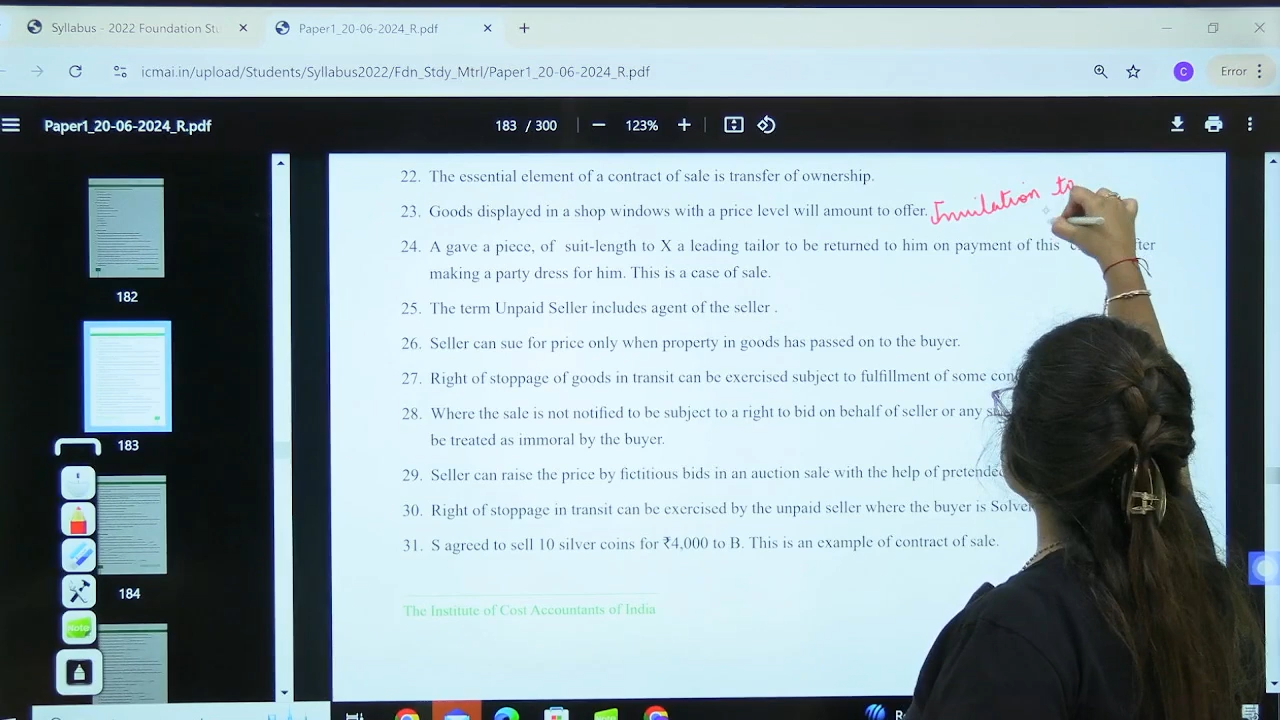 Syllabus - 2022 Foundation Stu
Paper1_20-06-2024_R.pdf
icmai.in/upload/Students/Syllabus2022/Fdn_Stdy_Mtrl/Paper1_20-06-2024_R.pdf
C
Error
Paper1_20-06-2024_R.pdf
183 / 300
123%
22. The essential element of a contract of sale is transfer of ownership.
23. Goods displayed in a shop windows with a price level will amount to offer. Invitation to
24. A gave a piece, of suit-length to X a leading tailor to be returned to him on payment of this
making a party dress for him. This is a case of sale.
25. The term Unpaid Seller includes agent of the seller .
26. Seller can sue for price only when property in goods has passed on to the buyer.
27. Right of stoppage of goods in transit can be exercised subject to fulfillment of some con
28. Where the sale is not notified to be subject to a right to bid on behalf of seller or any
be treated as immoral by the buyer.
29. Seller can raise the price by fictitious bids in an auction sale with the help of pretende
30. Right of stoppage in transit can be exercised by the unpaid seller where the buyer is Solve
31. S agreed to sell 10 silver coins for ₹4,000 to B. This is an example of contract of sale.
The Institute of Cost Accountants of India
182
183
184
Note